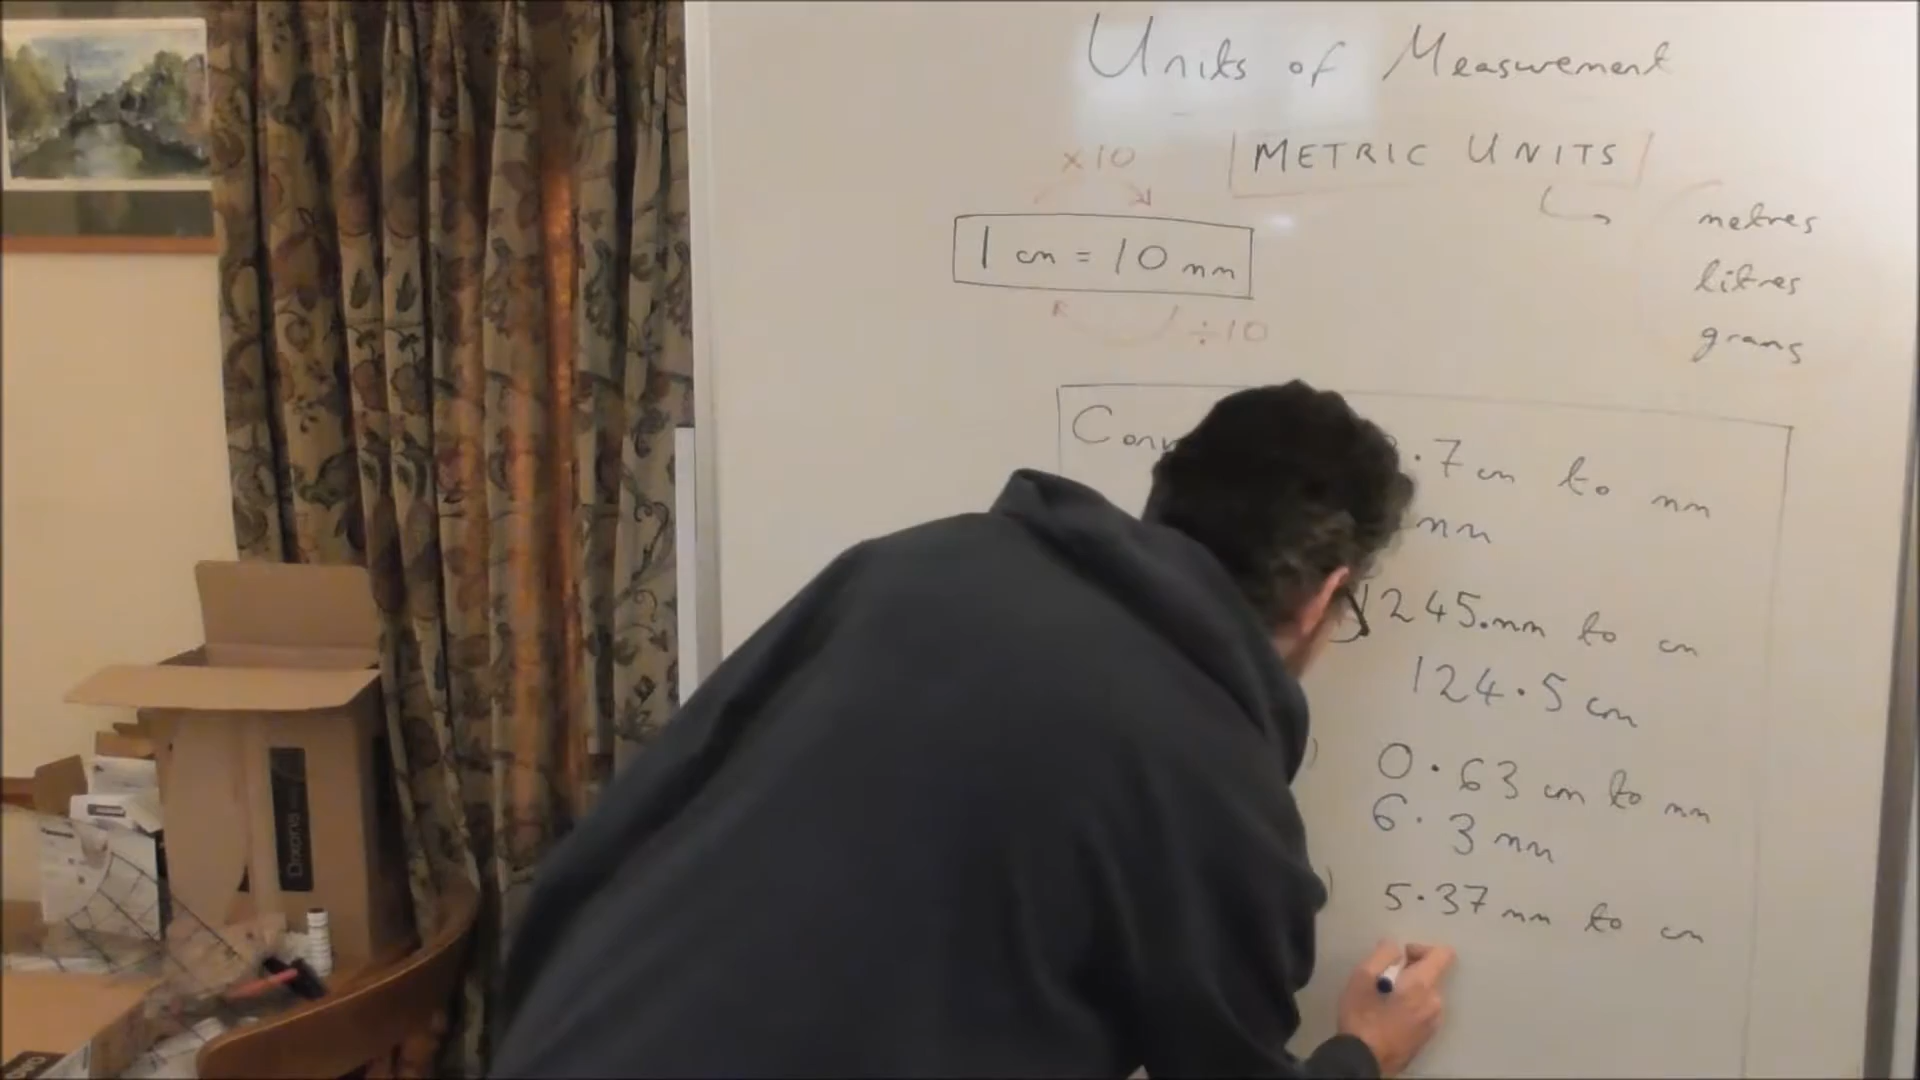 Units of Measurement
×10
METRIC UNITS
1 cm = 10 mm
÷10
metres
litres
grams
.7 cm to mm
mm
1245.mm to cm
124.5 cm
0.63 cm to mm
6.3 mm
5.37 mm to cm
Dixons